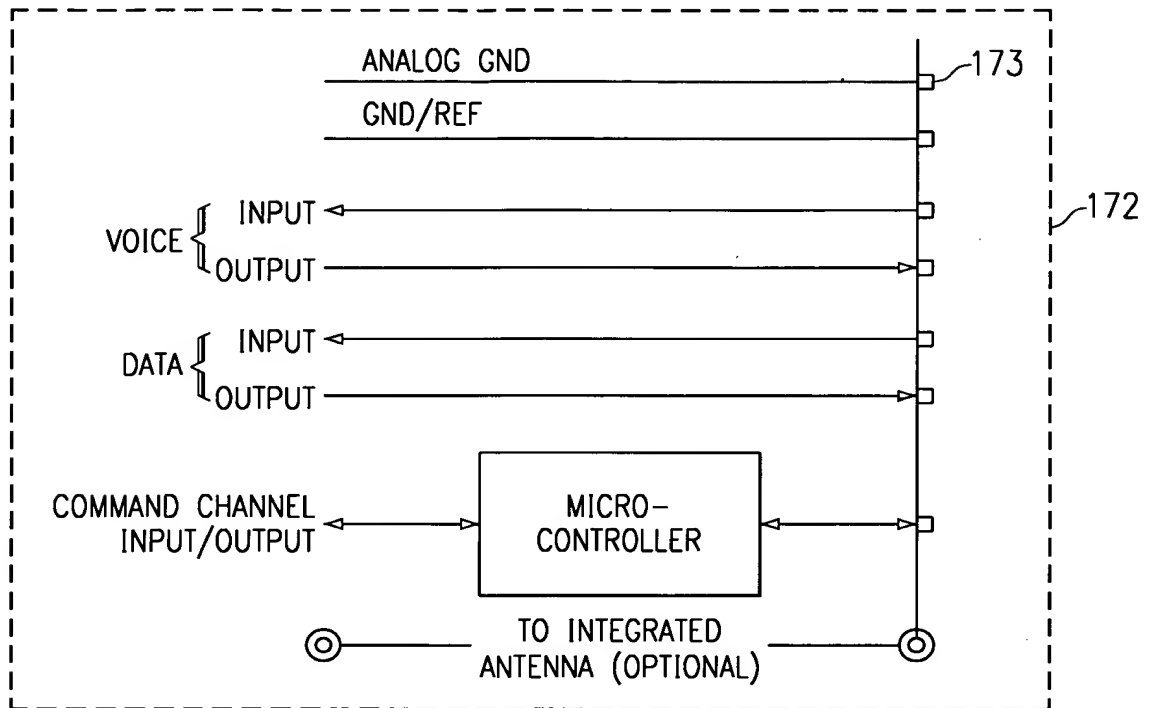 ANALOG GND
173
GND/REF
172
VOICE
INPUT
OUTPUT
DATA
INPUT
OUTPUT
COMMAND CHANNEL
INPUT/OUTPUT
MICRO-
CONTROLLER
TO INTEGRATED
ANTENNA (OPTIONAL)